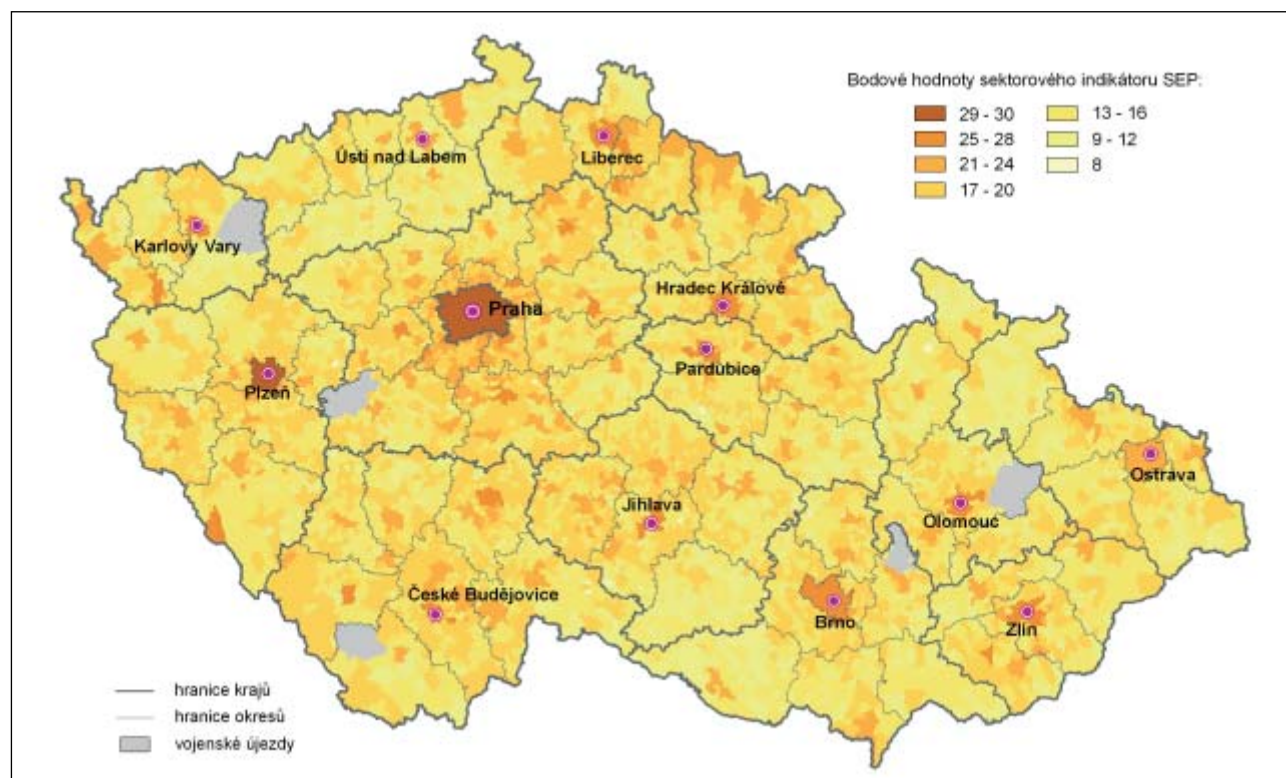 Bodové hodnoty sektorového indikátoru SEP:
29 - 30
25 - 28
21 - 24
17 - 20
13 - 16
9 - 12
8
Ústí nad Labem
Liberec
Karlovy Vary
Praha
Hradec Králové
Pardubice
Plzeň
Ostrava
Jihlava
Olomouc
České Budějovice
Brno
Zlín
hranice krajů
hranice okresů
vojenské újezdy